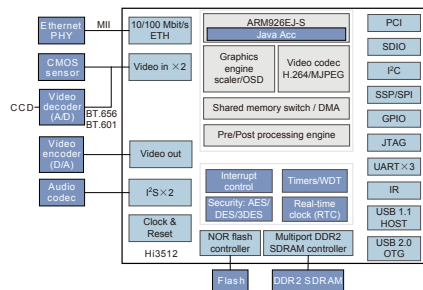 Ethernet
PHY
MII
10/100 Mbit/s
ETH
CMOS
sensor
Video in ×2
CCD
Video
decoder
(A/D)
BT.656
BT.601
Video
encoder
(D/A)
Video out
Audio
codec
I²S×2
Clock &
Reset
Hi3512
ARM926EJ-S
Java Acc
Graphics
engine
scaler/OSD
Video codec
H.264/MJPEG
Shared memory switch / DMA
Pre/Post processing engine
Interrupt
control
Timers/WDT
Security: AES/
DES/3DES
Real-time
clock (RTC)
NOR flash
controller
Multiport DDR2
SDRAM controller
Flash
DDR2 SDRAM
PCI
SDIO
I²C
SSP/SPI
GPIO
JTAG
UART×3
IR
USB 1.1
HOST
USB 2.0
OTG